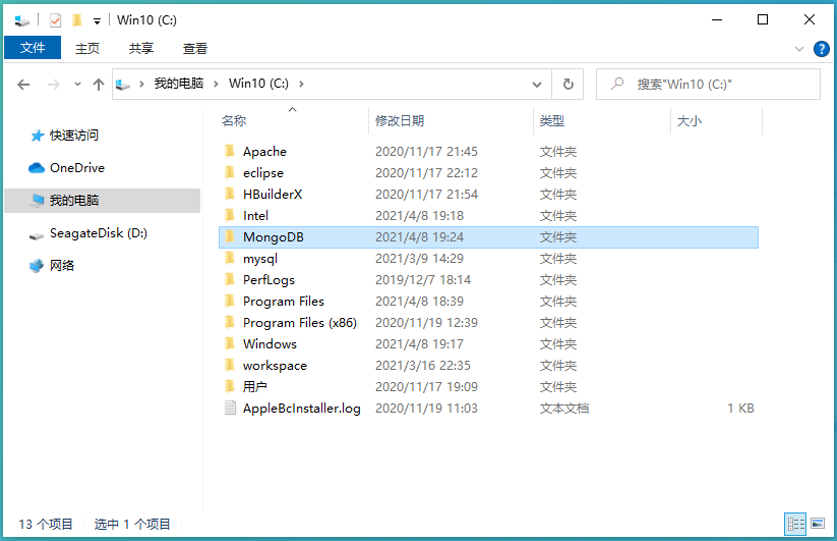 Win10 (C:)
文件 主页 共享 查看
我的电脑 Win10 (C:) 搜索"Win10 (C:)"
名称 修改日期 类型 大小
快速访问
OneDrive
我的电脑
SeagateDisk (D:)
网络
Apache 2020/11/17 21:45 文件夹
eclipse 2020/11/17 22:12 文件夹
HBuilderX 2020/11/17 21:54 文件夹
Intel 2021/4/8 19:18 文件夹
MongoDB 2021/4/8 19:24 文件夹
mysql 2021/3/9 14:29 文件夹
PerfLogs 2019/12/7 18:14 文件夹
Program Files 2021/4/8 18:39 文件夹
Program Files (x86) 2020/11/19 12:39 文件夹
Windows 2021/4/8 19:17 文件夹
workspace 2021/3/16 22:35 文件夹
用户 2020/11/17 19:09 文件夹
AppleBcInstaller.log 2020/11/19 11:03 文本文档 1 KB
13 个项目 选中 1 个项目